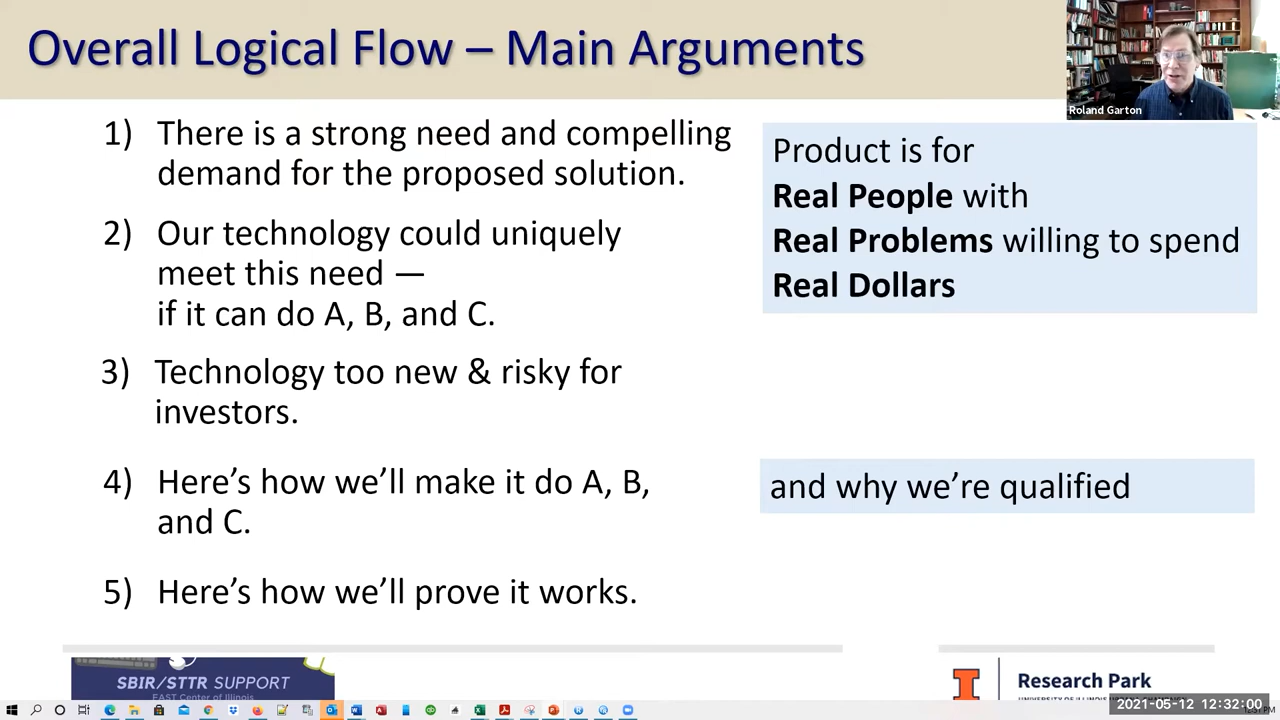 Overall Logical Flow – Main Arguments
Roland Garton
1) There is a strong need and compelling
demand for the proposed solution.
Product is for
Real People with
Real Problems willing to spend
Real Dollars
2) Our technology could uniquely
meet this need —
if it can do A, B, and C.
3) Technology too new & risky for
investors.
4) Here’s how we’ll make it do A, B,
and C.
and why we’re qualified
5) Here’s how we’ll prove it works.
SBIR/STTR SUPPORT
EAST Center of Illinois
Research Park
2021-05-12 12:32:00